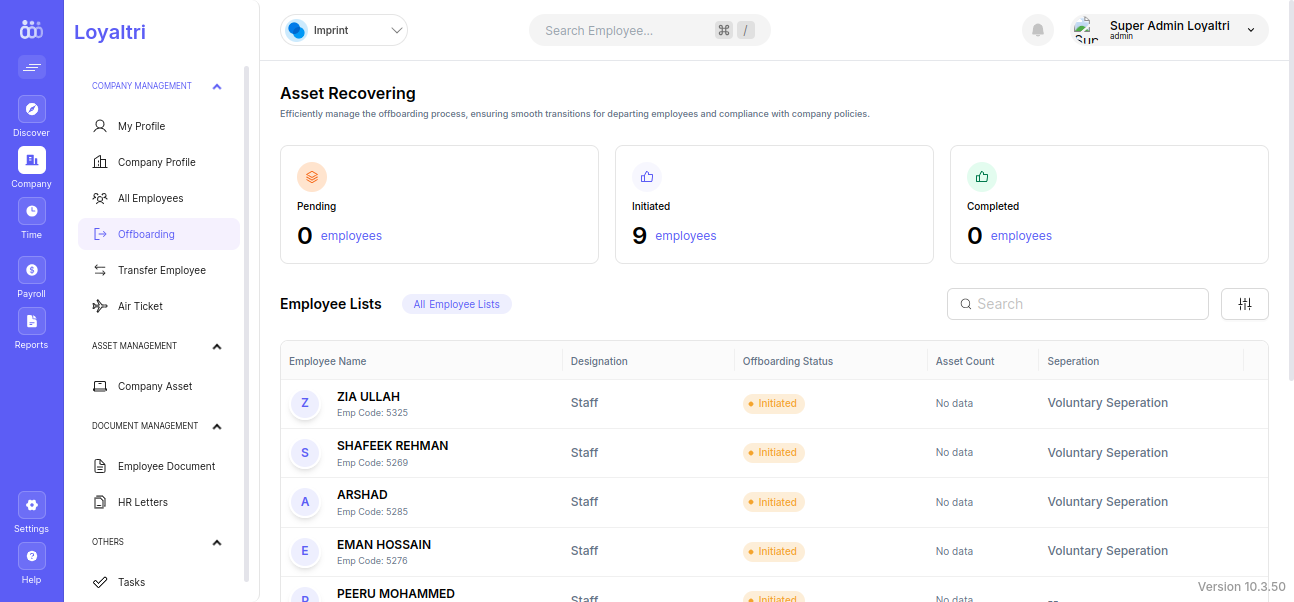 Loyaltri
Discover
Company
Time
Payroll
Reports
Settings
Help
COMPANY MANAGEMENT
My Profile
Company Profile
All Employees
Offboarding
Transfer Employee
Air Ticket
ASSET MANAGEMENT
Company Asset
DOCUMENT MANAGEMENT
Employee Document
HR Letters
OTHERS
Tasks
Imprint
Search Employee... ⌘ /
Super Admin Loyaltri
admin
Asset Recovering
Efficiently manage the offboarding process, ensuring smooth transitions for departing employees and compliance with company policies.
Pending
0 employees
Initiated
9 employees
Completed
0 employees
Employee Lists All Employee Lists
Search
Employee Name Designation Offboarding Status Asset Count Seperation
Z ZIA ULLAH Staff Initiated No data Voluntary Seperation
Emp Code: 5325
S SHAFEEK REHMAN Staff Initiated No data Voluntary Seperation
Emp Code: 5269
A ARSHAD Staff Initiated No data Voluntary Seperation
Emp Code: 5285
E EMAN HOSSAIN Staff Initiated No data Voluntary Seperation
Emp Code: 5276
P PEERU MOHAMMED Staff Initiated No data --
Version 10.3.50